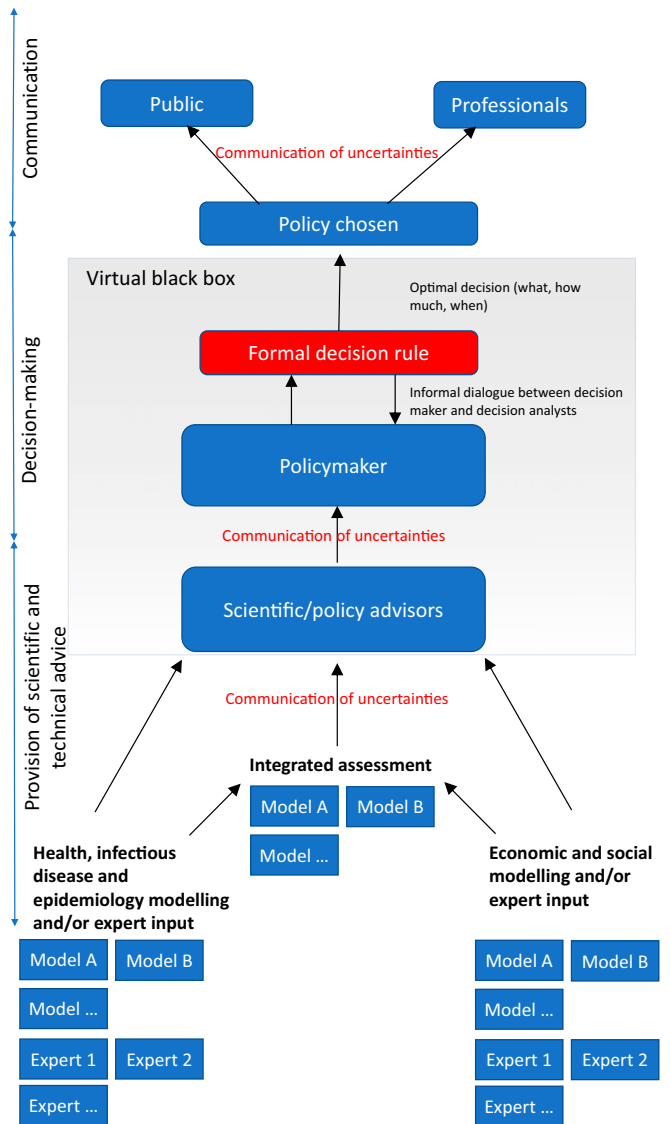 Communication
Public
Professionals
Communication of uncertainties
Policy chosen
Decision-making
Virtual black box
Optimal decision (what, how
much, when)
Formal decision rule
Informal dialogue between decision
maker and decision analysts
Policymaker
Communication of uncertainties
Provision of scientific and
technical advice
Scientific/policy advisors
Communication of uncertainties
Integrated assessment
Model A
Model B
Model ...
Health, infectious
disease and
epidemiology modelling
and/or expert input
Model A
Model B
Model ...
Expert 1
Expert 2
Expert ...
Economic and social
modelling and/or
expert input
Model A
Model B
Model ...
Expert 1
Expert 2
Expert ...